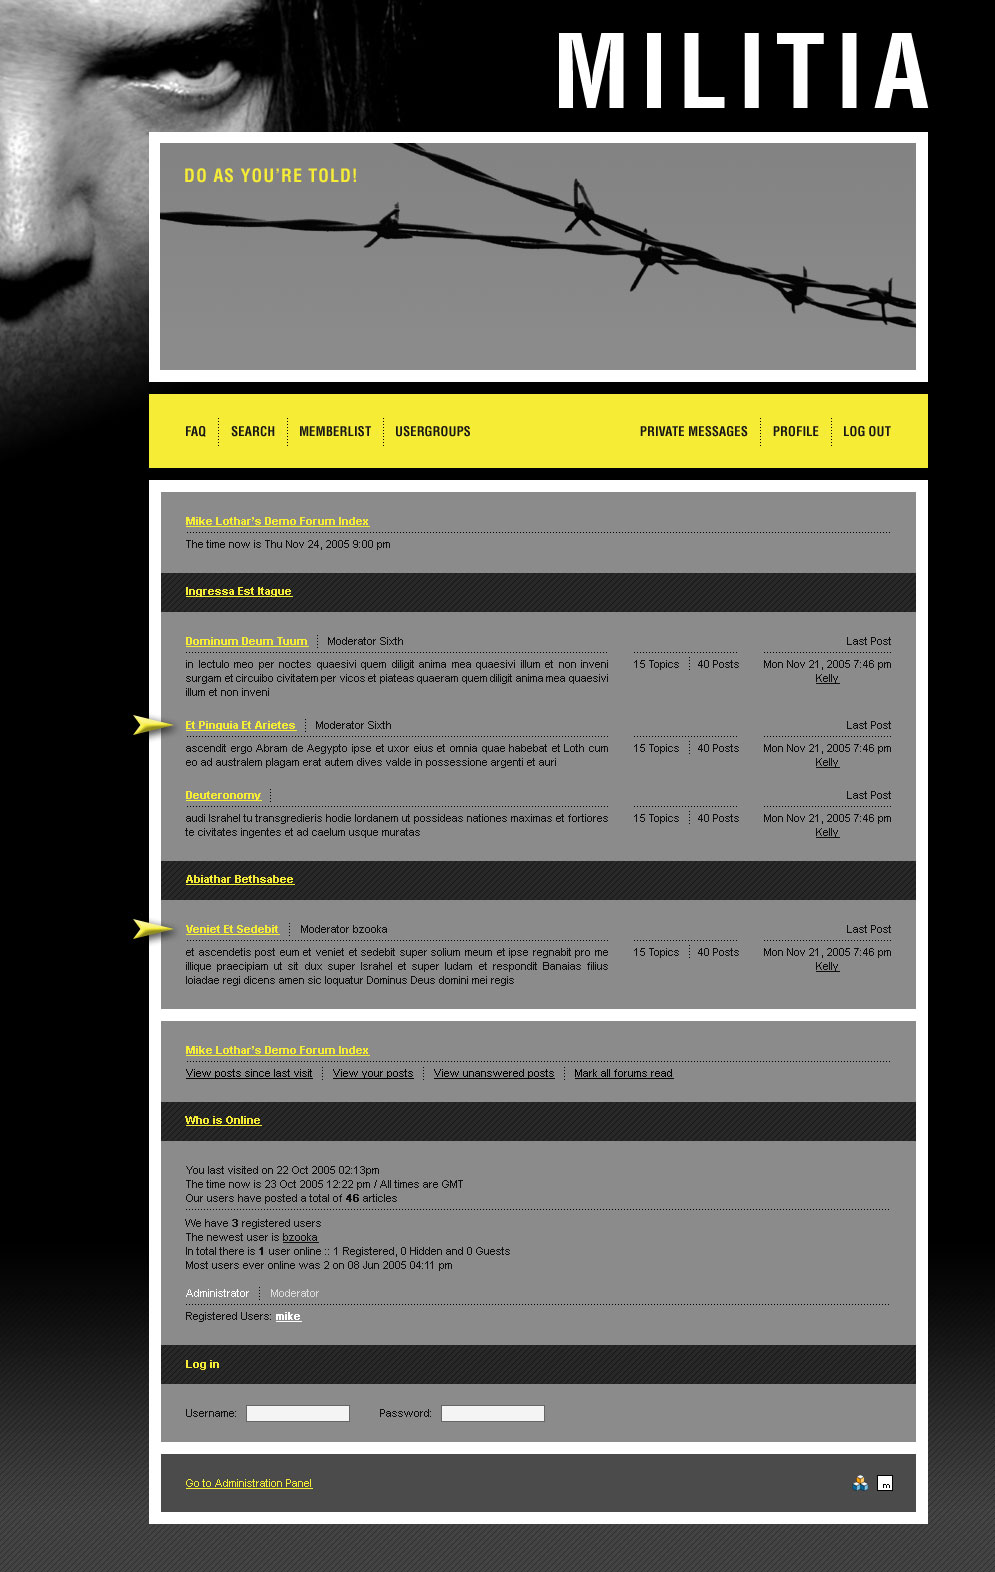 MILITIA
DO AS YOU'RE TOLD!
FAQ SEARCH MEMBERLIST USERGROUPS PRIVATE MESSAGES PROFILE LOG OUT
Mike Lothar's Demo Forum Index
The time now is Thu Nov 24, 2005 9:00 pm
Ingressa Est Itague
Dominum Deum Tuum Moderator Sixth Last Post
in lectulo meo per noctes quaesivi quem diligit anima mea quaesivi illum et non inveni 15 Topics 40 Posts Mon Nov 21, 2005 7:46 pm
surgam et circuibo civitatem per vicos et piateas quaeram quem diligit anima mea quaesivi Kelly
illum et non inveni
Et Pinguia Et Arietes Moderator Sixth Last Post
ascendit ergo Abram de Aegypto ipse et uxor eius et omnia quae habebat et Loth cum 15 Topics 40 Posts Mon Nov 21, 2005 7:46 pm
eo ad australem plagam erat autem dives valde in possessione argenti et auri Kelly
Deuteronomy Last Post
audi Israhel tu transgredieris hodie Iordanem ut possideas nationes maximas et fortiores 15 Topics 40 Posts Mon Nov 21, 2005 7:46 pm
te civitates ingentes et ad caelum usque muratas Kelly
Abiathar Bethsabee
Veniet Et Sedebit Moderator bzooka Last Post
et ascendetis post eum et veniet et sedebit super solium meum et ipse regnabit pro me 15 Topics 40 Posts Mon Nov 21, 2005 7:46 pm
illique praecipiam ut sit dux super Israhel et super Iudam et respondit Banaias filius Kelly
Ioiadae regi dicens amen sic loquatur Dominus Deus domini mei regis
Mike Lothar's Demo Forum Index
View posts since last visit View your posts View unanswered posts Mark all forums read
Who is Online
You last visited on 22 Oct 2005 02:13pm
The time now is 23 Oct 2005 12:22 pm / All times are GMT
Our users have posted a total of 46 articles
We have 3 registered users
The newest user is bzooka
In total there is 1 user online :: 1 Registered, 0 Hidden and 0 Guests
Most users ever online was 2 on 08 Jun 2005 04:11 pm
Administrator Moderator
Registered Users: mike
Log in
Username: Password:
Go to Administration Panel m